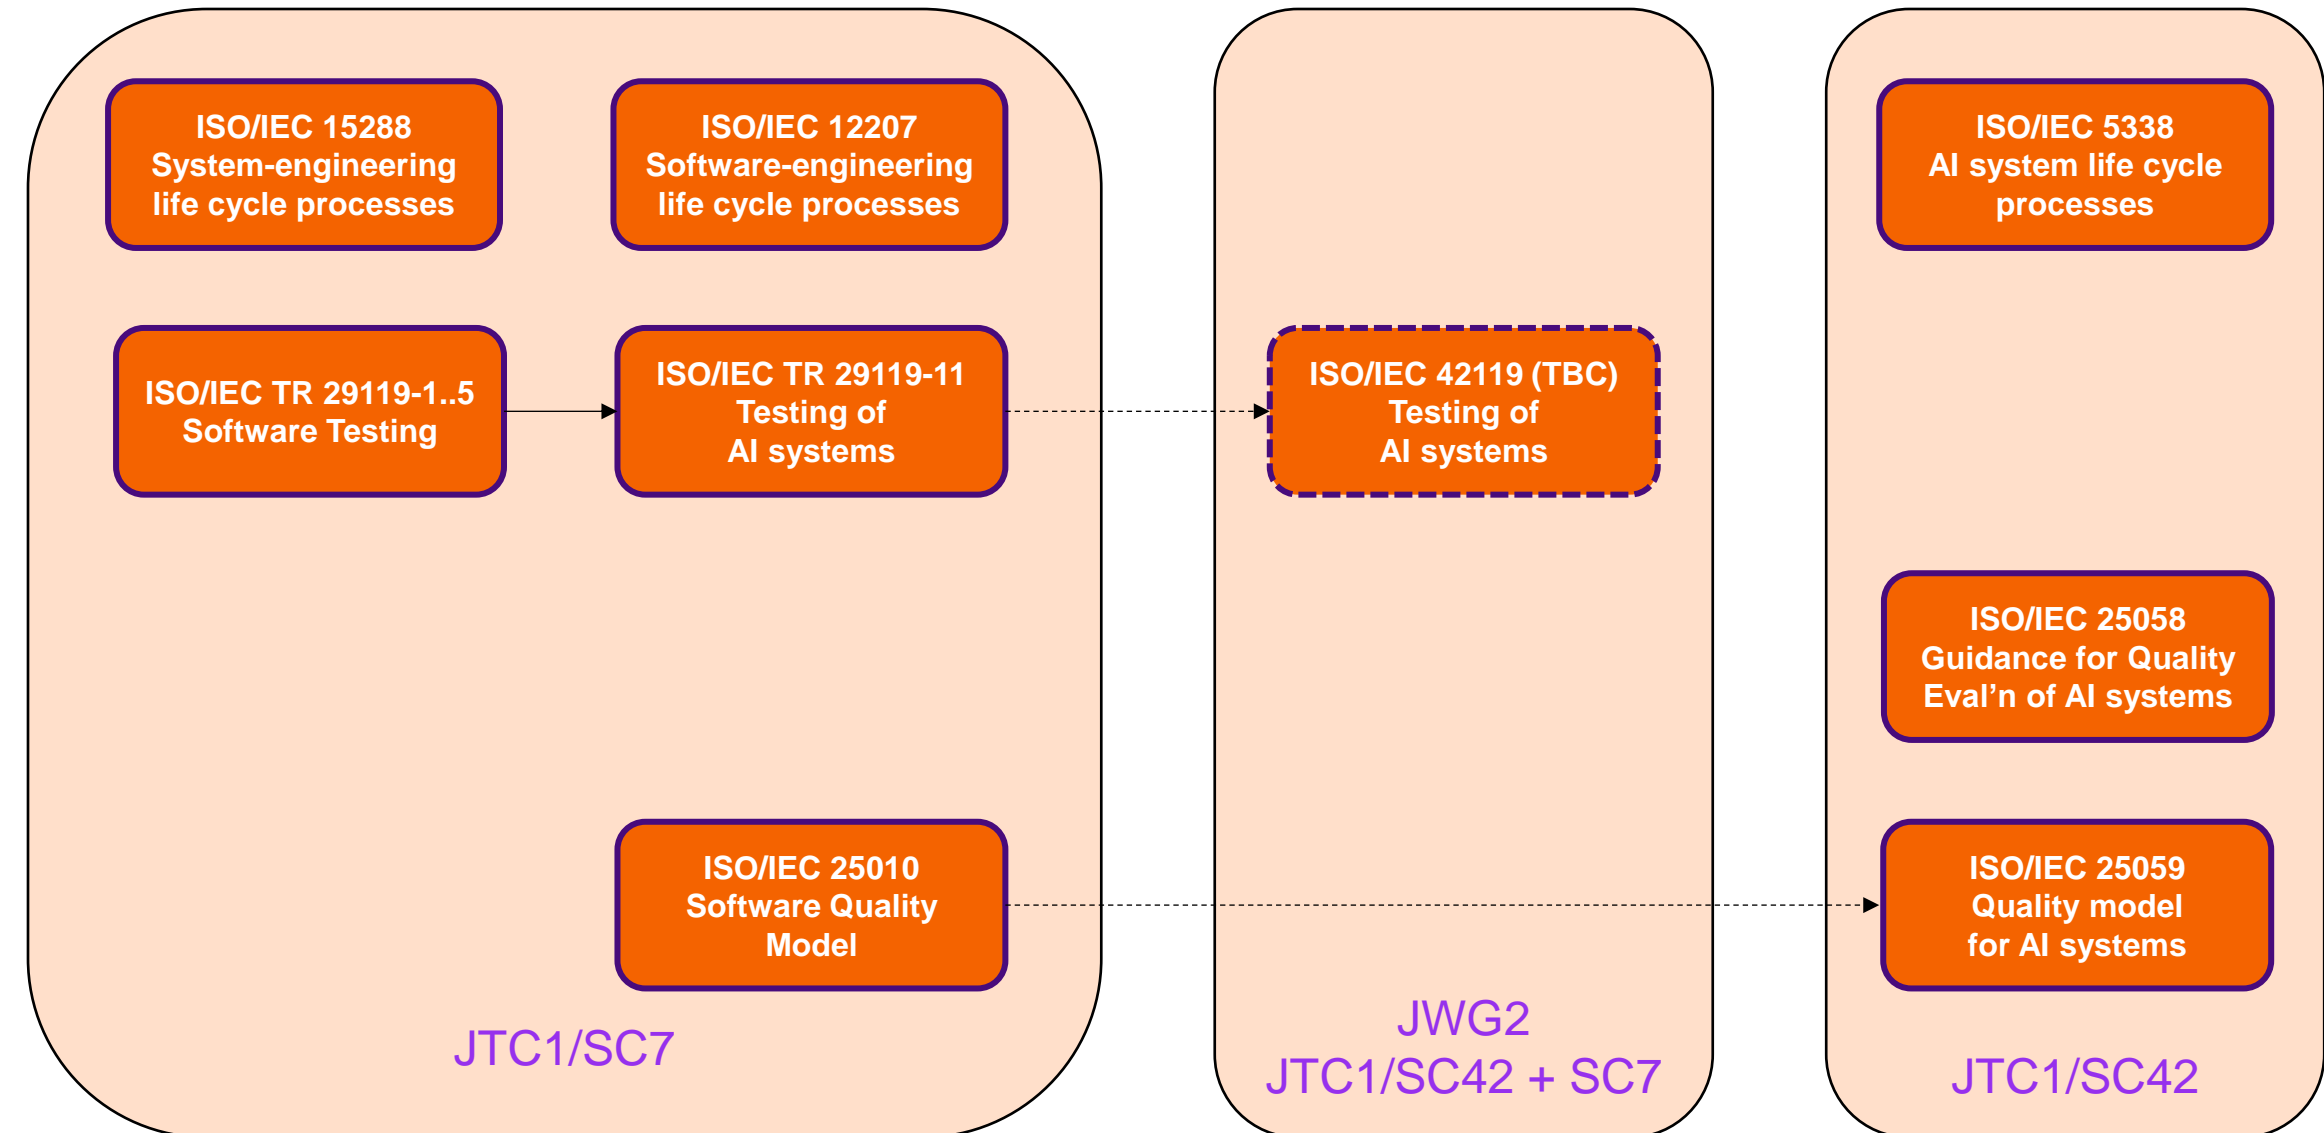 ISO/IEC 15288
System-engineering
life cycle processes
ISO/IEC 12207
Software-engineering
life cycle processes
ISO/IEC 5338
AI system life cycle
processes
ISO/IEC TR 29119-1..5
Software Testing
ISO/IEC TR 29119-11
Testing of
AI systems
ISO/IEC 42119 (TBC)
Testing of
AI systems
ISO/IEC 25058
Guidance for Quality
Eval’n of AI systems
ISO/IEC 25010
Software Quality
Model
ISO/IEC 25059
Quality model
for AI systems
JTC1/SC7
JWG2
JTC1/SC42 + SC7
JTC1/SC42